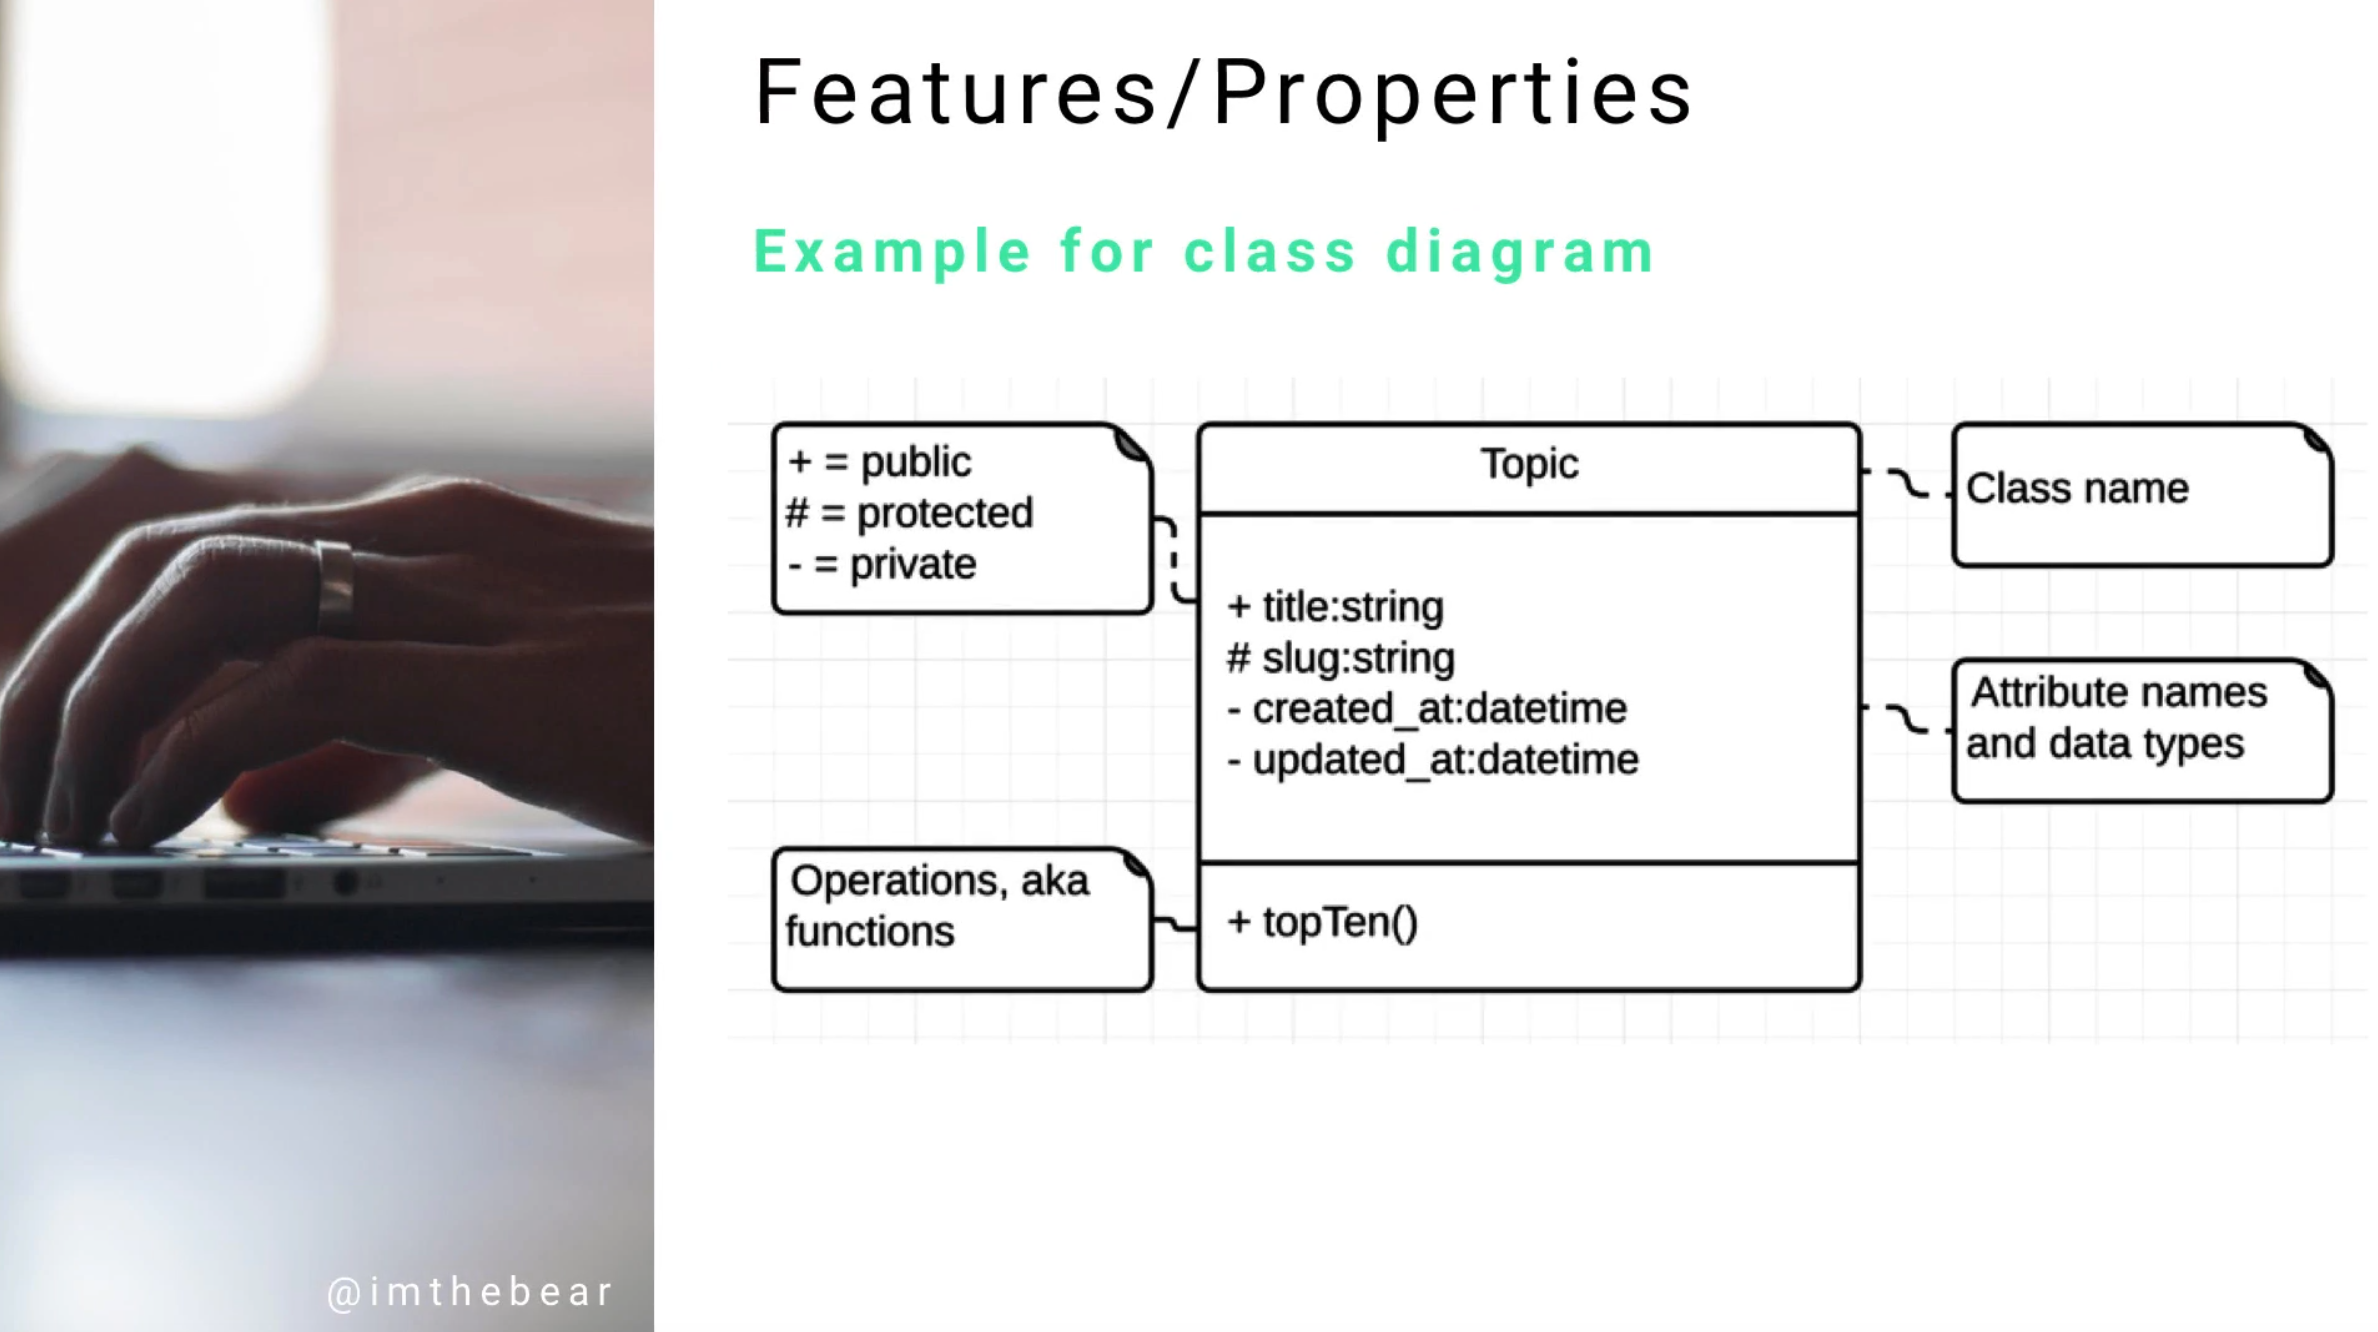 Features/Properties
Example for class diagram
+ = public
# = protected
- = private
Topic
Class name
+ title:string
# slug:string
- created_at:datetime
- updated_at:datetime
Attribute names
and data types
Operations, aka
functions
+ topTen()
@imthebear